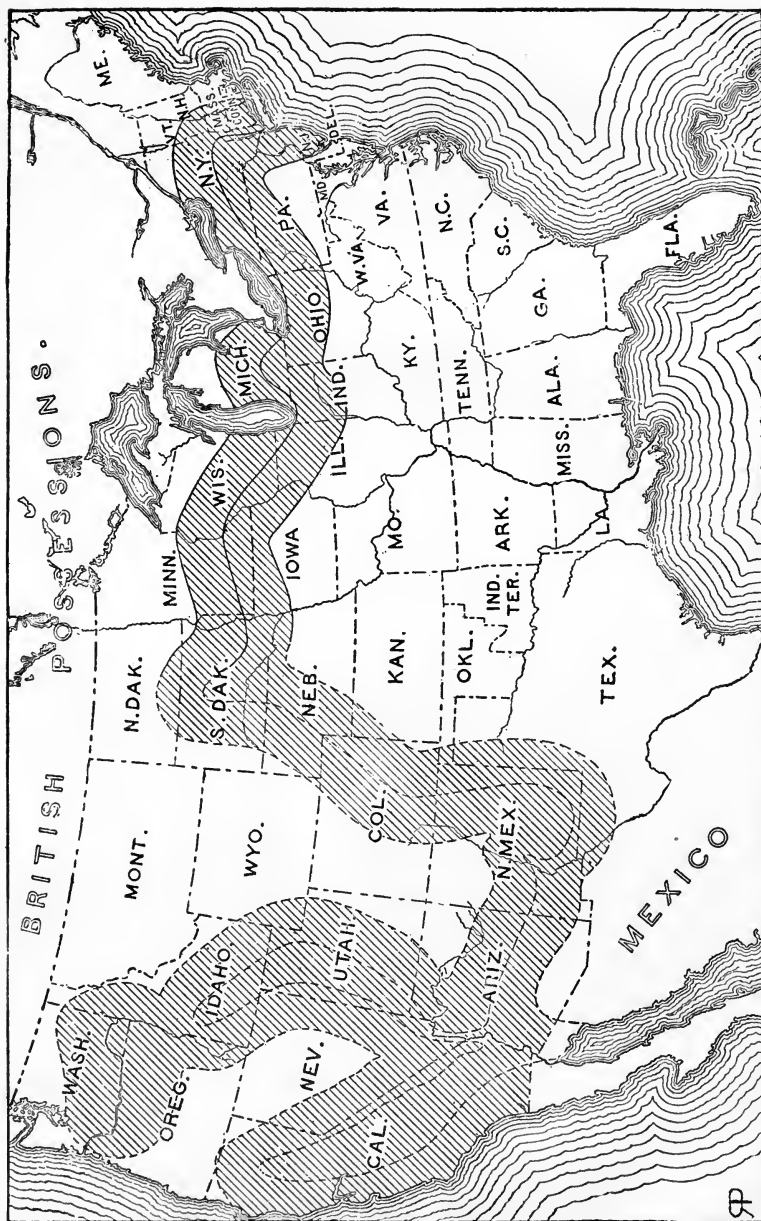 BRITISH POSSESSIONS.
WASH.
OREG.
CAL.
NEV.
IDAHO.
UTAH.
ARIZ.
MONT.
WYO.
COL.
N. MEX.
N. DAK.
S. DAK.
NEB.
KAN.
OKL.
IND.
TER.
TEX.
MINN.
IOWA
MO.
ARK.
LA.
WIS.
ILL.
MICH.
IND.
OHIO.
KY.
TENN.
MISS.
ALA.
GA.
FLA.
S.C.
N.C.
VA.
W.VA.
MD.
DEL.
PA.
N.Y.
VT.
N.H.
MASS.
CONN.
ME.
MEXICO